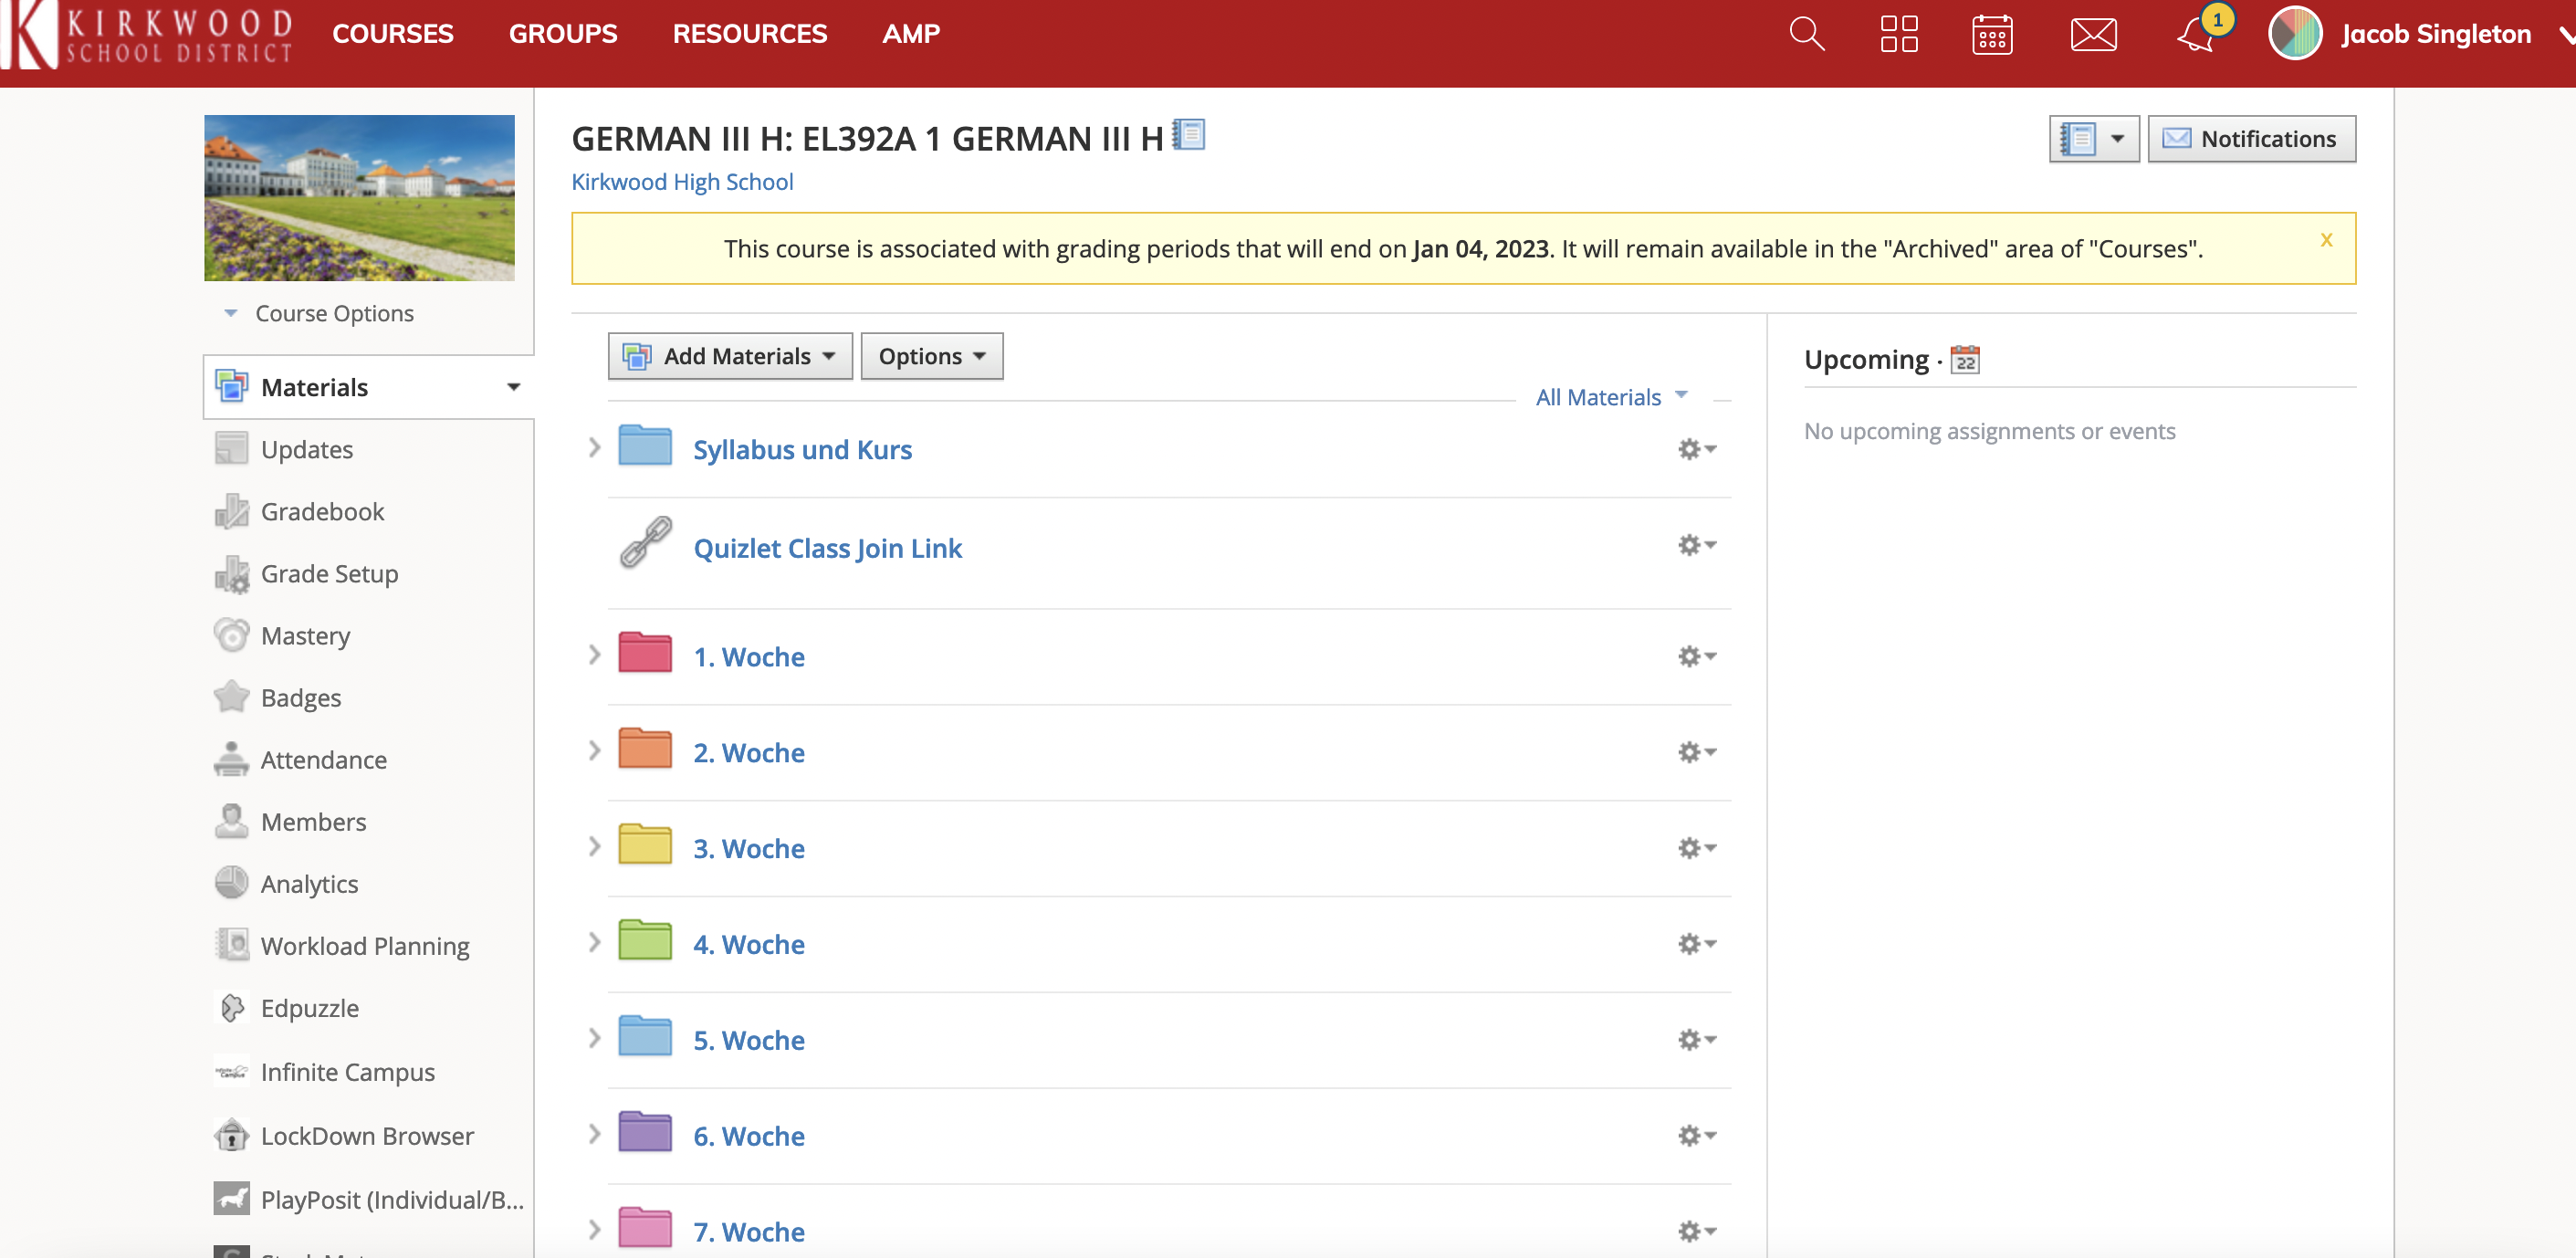 KIRKWOOD
SCHOOL DISTRICT
COURSES
GROUPS
RESOURCES
AMP
1
Jacob Singleton
GERMAN III H: EL392A 1 GERMAN III H
Kirkwood High School
Notifications
This course is associated with grading periods that will end on Jan 04, 2023. It will remain available in the "Archived" area of "Courses".
x
Course Options
Materials
Updates
Gradebook
Grade Setup
Mastery
Badges
Attendance
Members
Analytics
Workload Planning
Edpuzzle
Infinite Campus
LockDown Browser
PlayPosit (Individual/B...
Add Materials
Options
All Materials
Syllabus und Kurs
Quizlet Class Join Link
1. Woche
2. Woche
3. Woche
4. Woche
5. Woche
6. Woche
7. Woche
Upcoming ·
22
No upcoming assignments or events